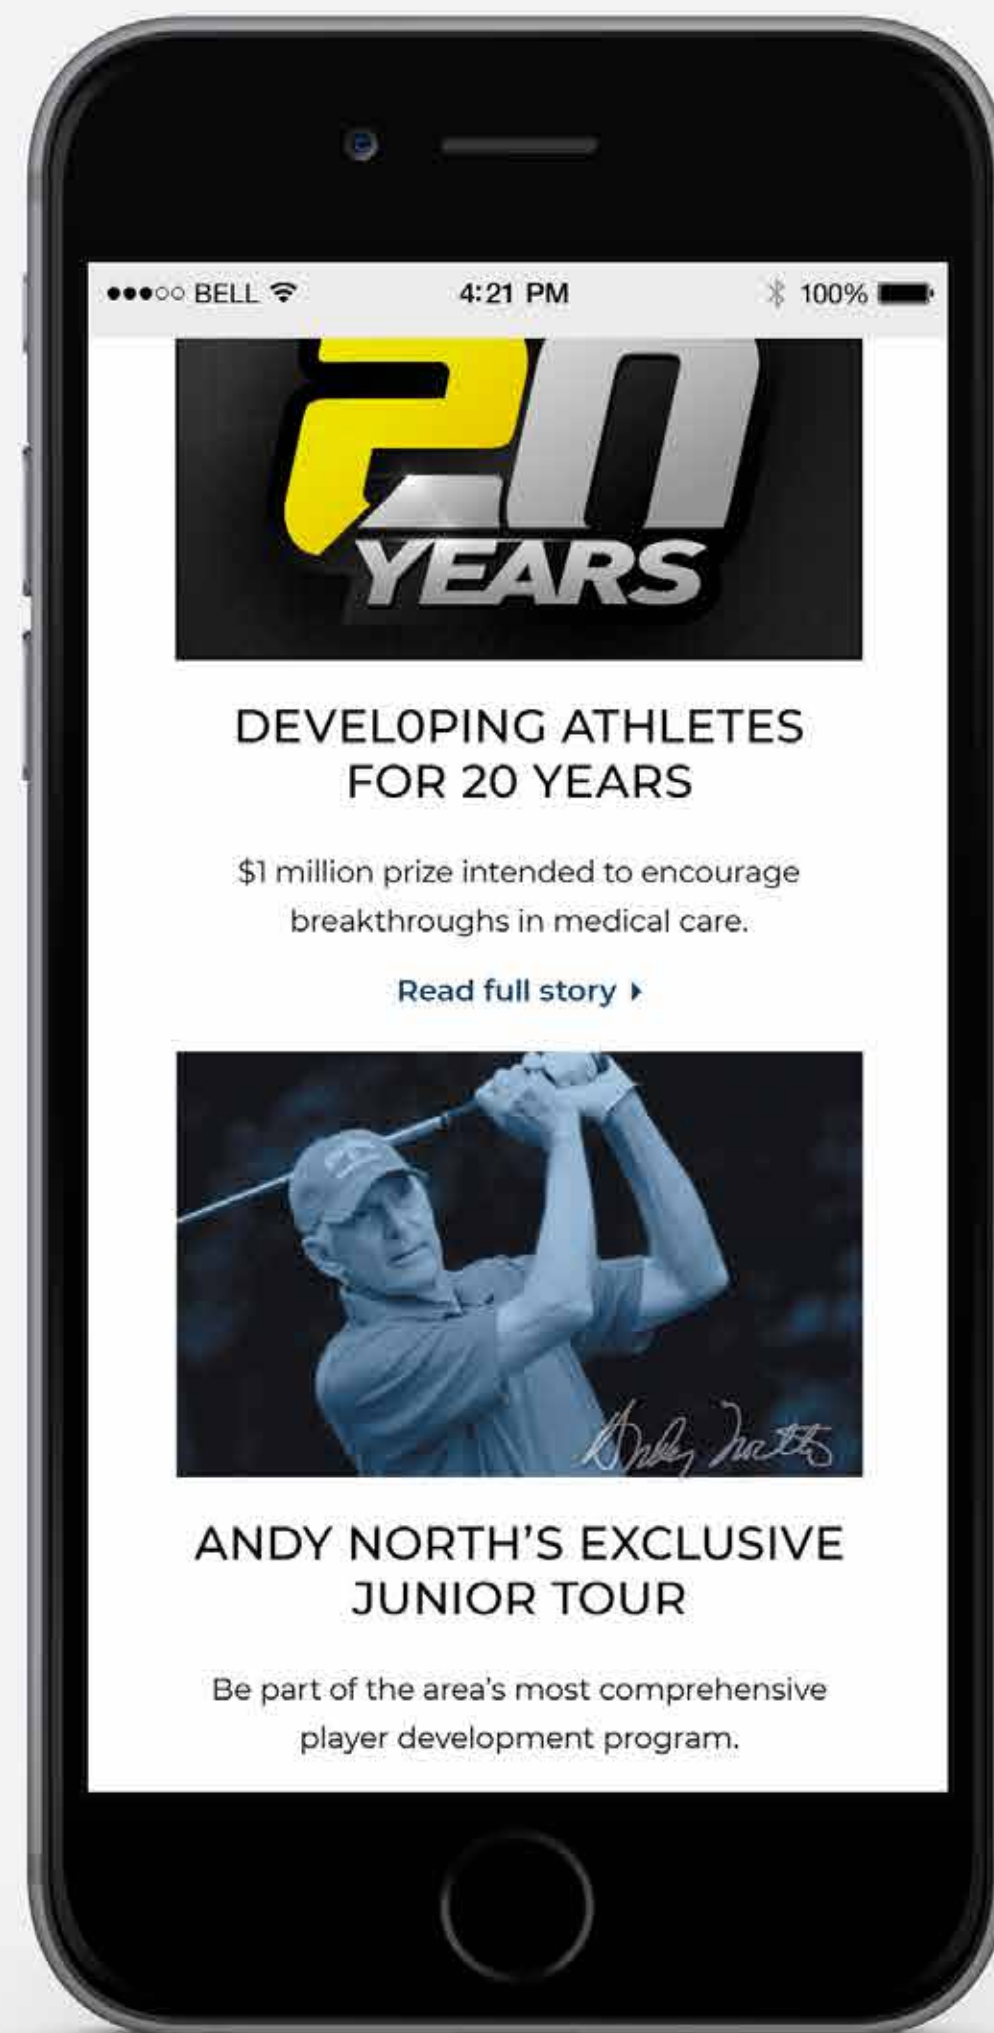 ●●●○○ BELL 4:21 PM 100%
20
YEARS
DEVEL0PING ATHLETES
FOR 20 YEARS
$1 million prize intended to encourage
breakthroughs in medical care.
Read full story
Andy North
ANDY NORTH’S EXCLUSIVE
JUNIOR TOUR
Be part of the area’s most comprehensive
player development program.